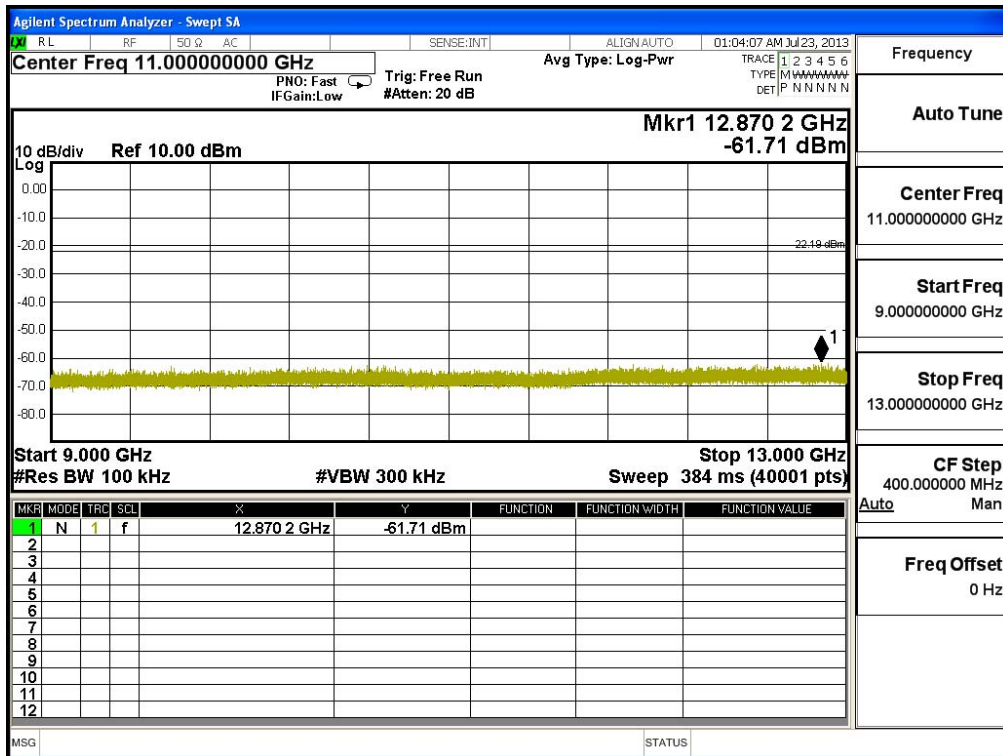 Agilent Spectrum Analyzer - Swept SA
LXI RL RF 50 Ω AC SENSE:INT ALIGN AUTO 01:04:07 AM Jul 23, 2013
Center Freq 11.000000000 GHz
PNO: Fast
IFGain:Low
Trig: Free Run
#Atten: 20 dB
Avg Type: Log-Pwr
TRACE 1 2 3 4 5 6
TYPE M
DET P N N N N N
Mkr1 12.870 2 GHz
-61.71 dBm
10 dB/div Ref 10.00 dBm
Log
0.00
-10.0
-20.0
22.19 dBm
-30.0
-40.0
-50.0
1
-60.0
-70.0
-80.0
Start 9.000 GHz Stop 13.000 GHz
#Res BW 100 kHz #VBW 300 kHz Sweep 384 ms (40001 pts)
MKR MODE TRC SCL X Y FUNCTION FUNCTION WIDTH FUNCTION VALUE
1 N 1 f 12.870 2 GHz -61.71 dBm
2
3
4
5
6
7
8
9
10
11
12
MSG STATUS
Frequency
Auto Tune
Center Freq
11.000000000 GHz
Start Freq
9.000000000 GHz
Stop Freq
13.000000000 GHz
CF Step
400.000000 MHz
Auto Man
Freq Offset
0 Hz